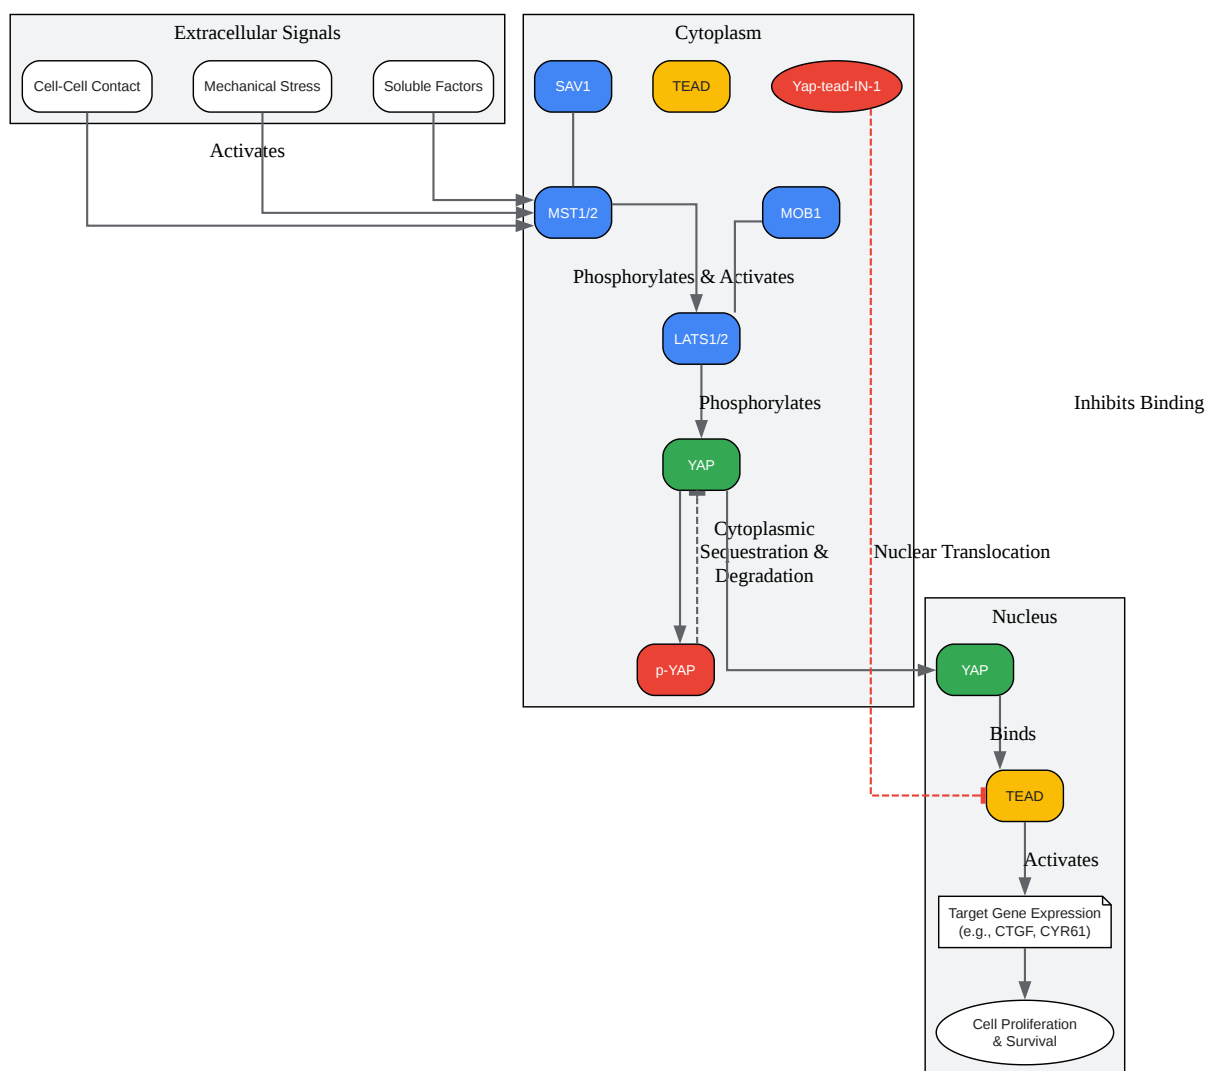 Extracellular Signals
Cell-Cell Contact
Mechanical Stress
Soluble Factors
Activates
Cytoplasm
SAV1
TEAD
Yap-tead-IN-1
MST1/2
MOB1
Phosphorylates & Activates
LATS1/2
Phosphorylates
Inhibits Binding
YAP
Cytoplasmic
Sequestration &
Degradation
Nuclear Translocation
p-YAP
Nucleus
YAP
Binds
TEAD
Activates
Target Gene Expression
(e.g., CTGF, CYR61)
Cell Proliferation
& Survival